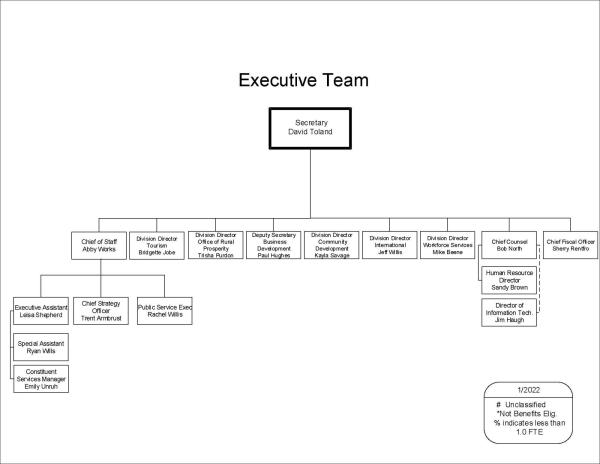 Executive Team
Secretary
David Toland
Chief of Staff
Abby Works
Division Director
Tourism
Bridgette Jobe
Division Director
Office of Rural
Prosperity
Trisha Purdon
Deputy Secretary
Business
Development
Paul Hughes
Division Director
Community
Development
Kayla Savage
Division Director
International
Jeff Willis
Division Director
Workforce Services
Mike Beene
Chief Counsel
Bob North
Chief Fiscal Officer
Sherry Rentfro
Human Resource
Director
Sandy Brown
Director of
Information Tech.
Jim Haugh
Executive Assistant
Leisa Shepherd
Chief Strategy
Officer
Trent Armbrust
Public Service Exec
Rachel Willis
Special Assistant
Ryan Wills
Constituent
Services Manager
Emily Unruh
1/2022
# Unclassified
*Not Benefits Elig.
% indicates less than
1.0 FTE